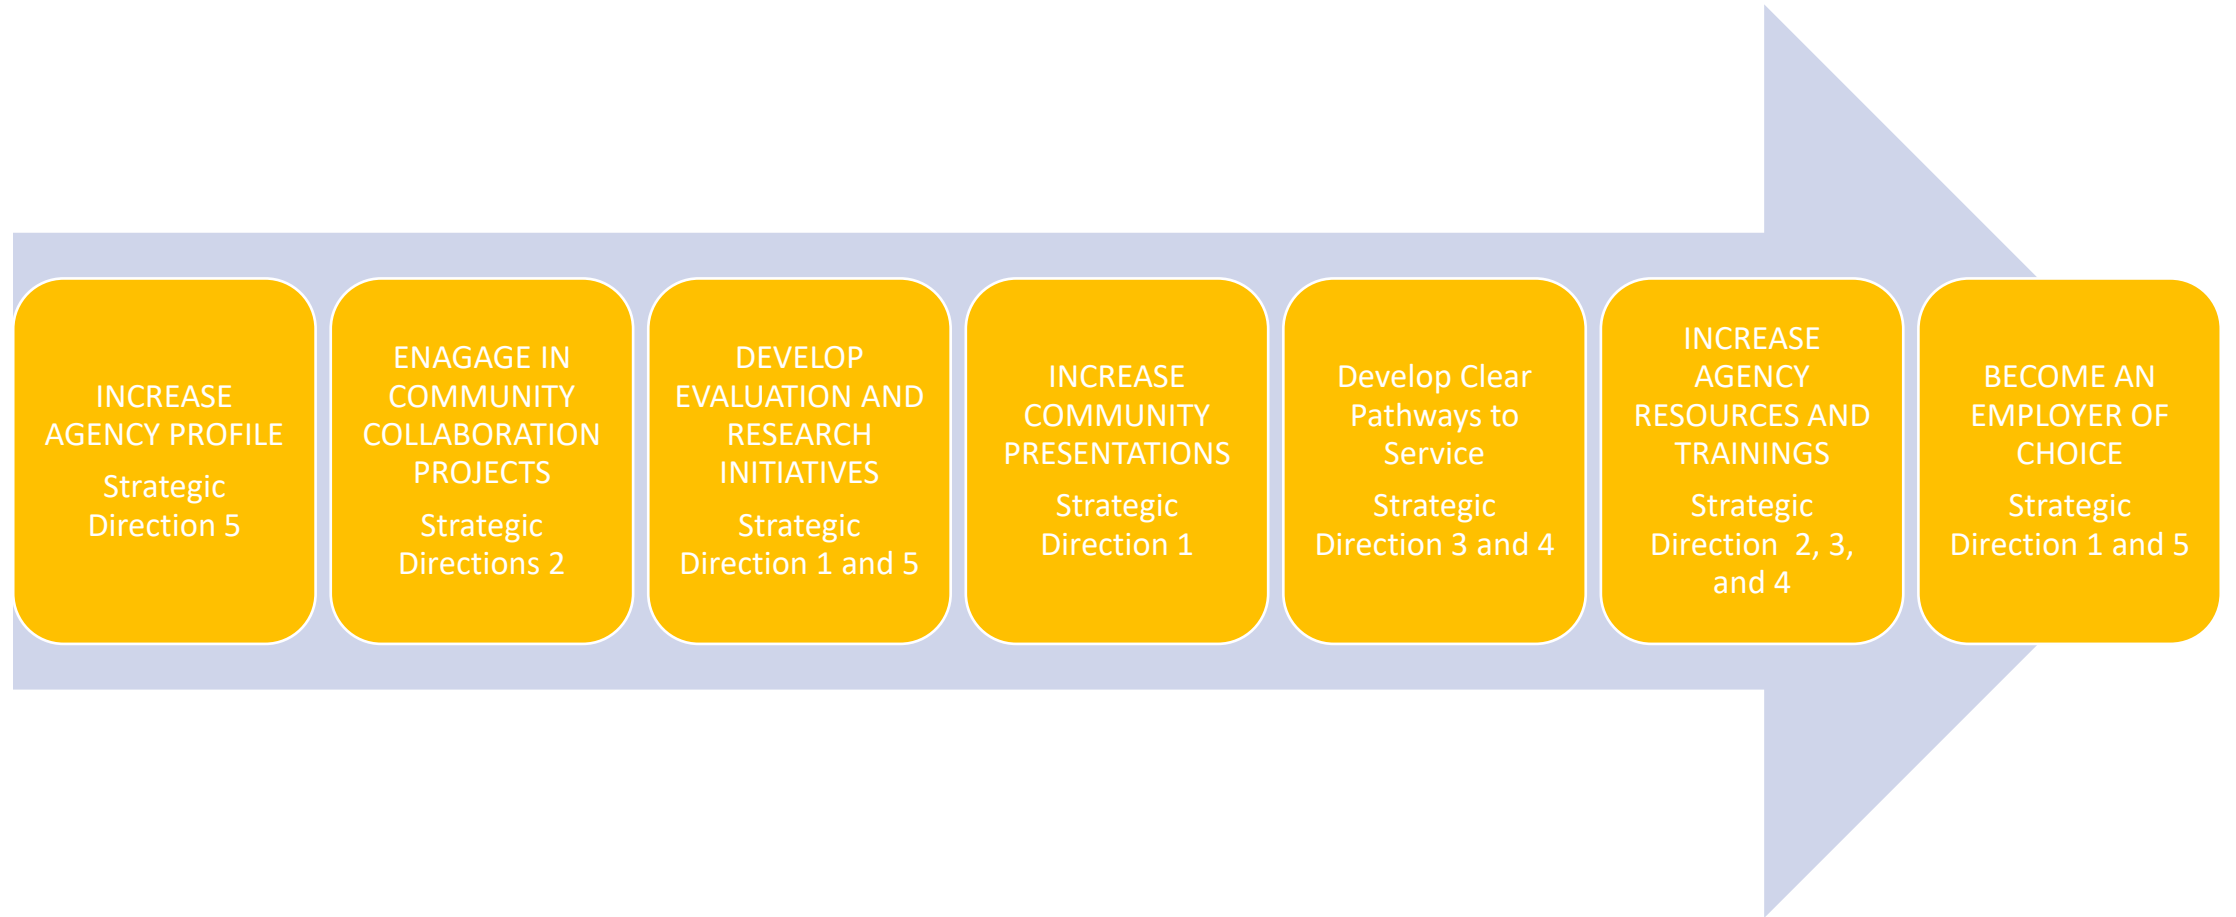 INCREASE
AGENCY PROFILE
Strategic
Direction 5
ENAGAGE IN
COMMUNITY
COLLABORATION
PROJECTS
Strategic
Directions 2
DEVELOP
EVALUATION AND
RESEARCH
INITIATIVES
Strategic
Direction 1 and 5
INCREASE
COMMUNITY
PRESENTATIONS
Strategic
Direction 1
Develop Clear
Pathways to
Service
Strategic
Direction 3 and 4
INCREASE
AGENCY
RESOURCES AND
TRAININGS
Strategic
Direction  2, 3,
and 4
BECOME AN
EMPLOYER OF
CHOICE
Strategic
Direction 1 and 5